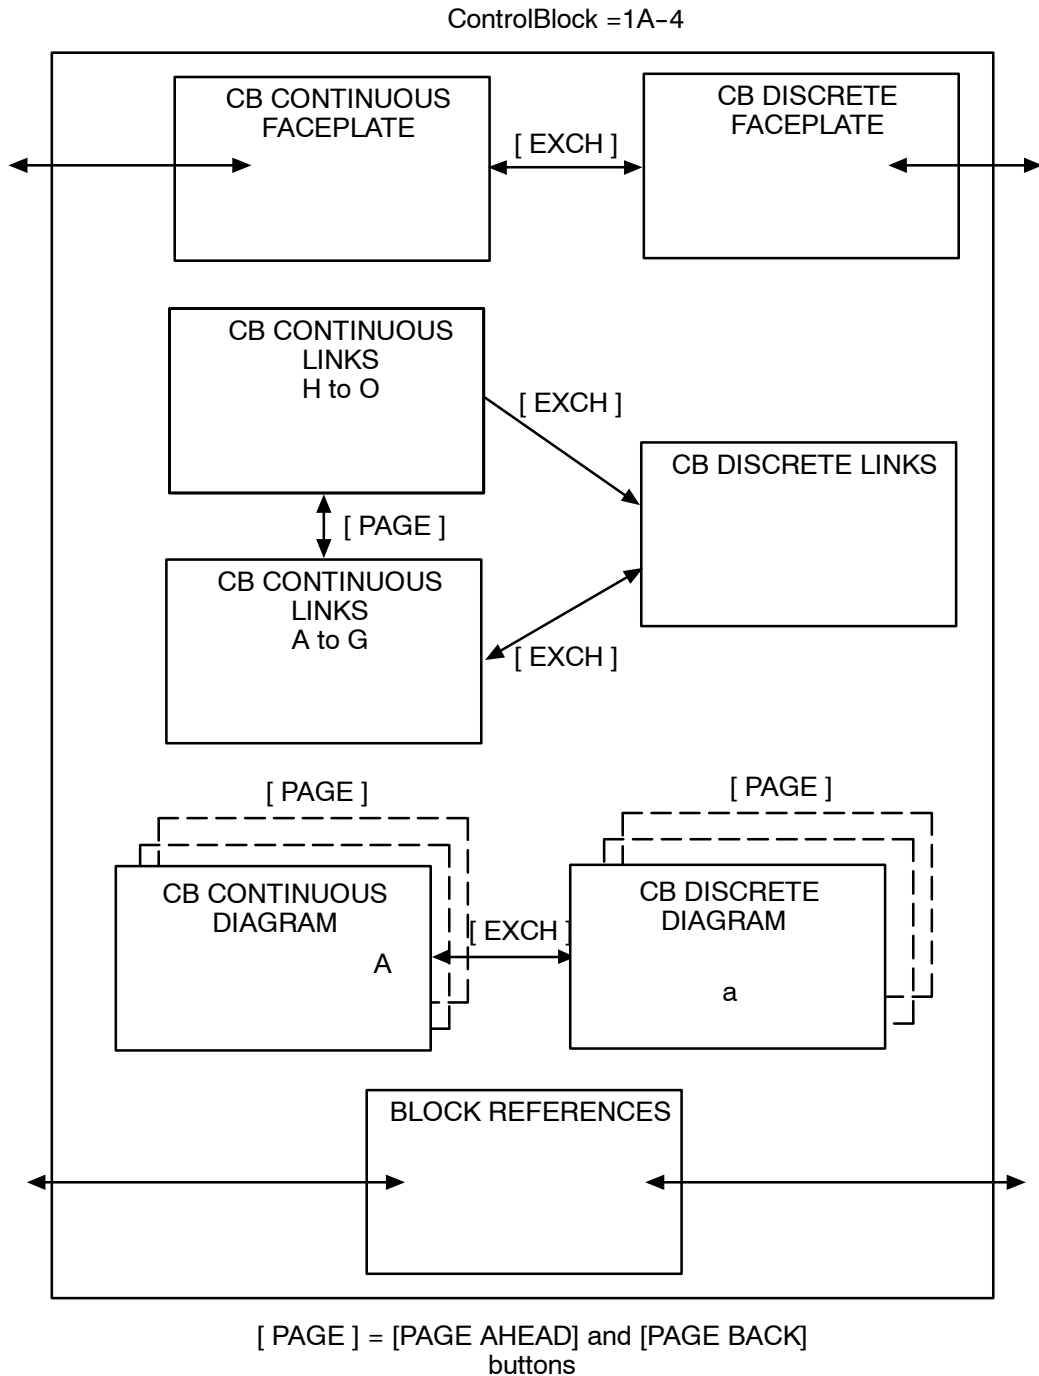 ControlBlock =1A-4
CB CONTINUOUS
FACEPLATE
[ EXCH ]
CB DISCRETE
FACEPLATE
CB CONTINUOUS
LINKS
H to O
[ EXCH ]
CB DISCRETE LINKS
[ PAGE ]
CB CONTINUOUS
LINKS
A to G
[ EXCH ]
[ PAGE ]
[ PAGE ]
CB CONTINUOUS
DIAGRAM
A
[ EXCH ]
CB DISCRETE
DIAGRAM
a
BLOCK REFERENCES
[ PAGE ] = [PAGE AHEAD] and [PAGE BACK]
buttons